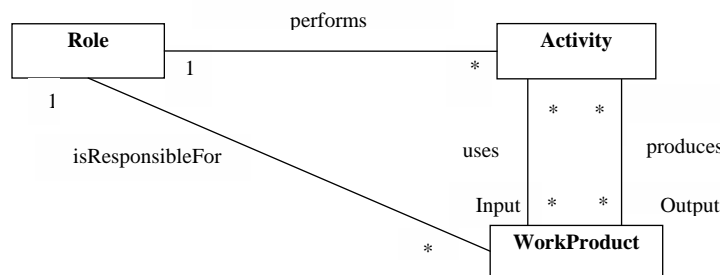 performs
Role
Activity
1
*
1
*
*
isResponsibleFor
uses
produces
Input
*
*
Output
*
WorkProduct